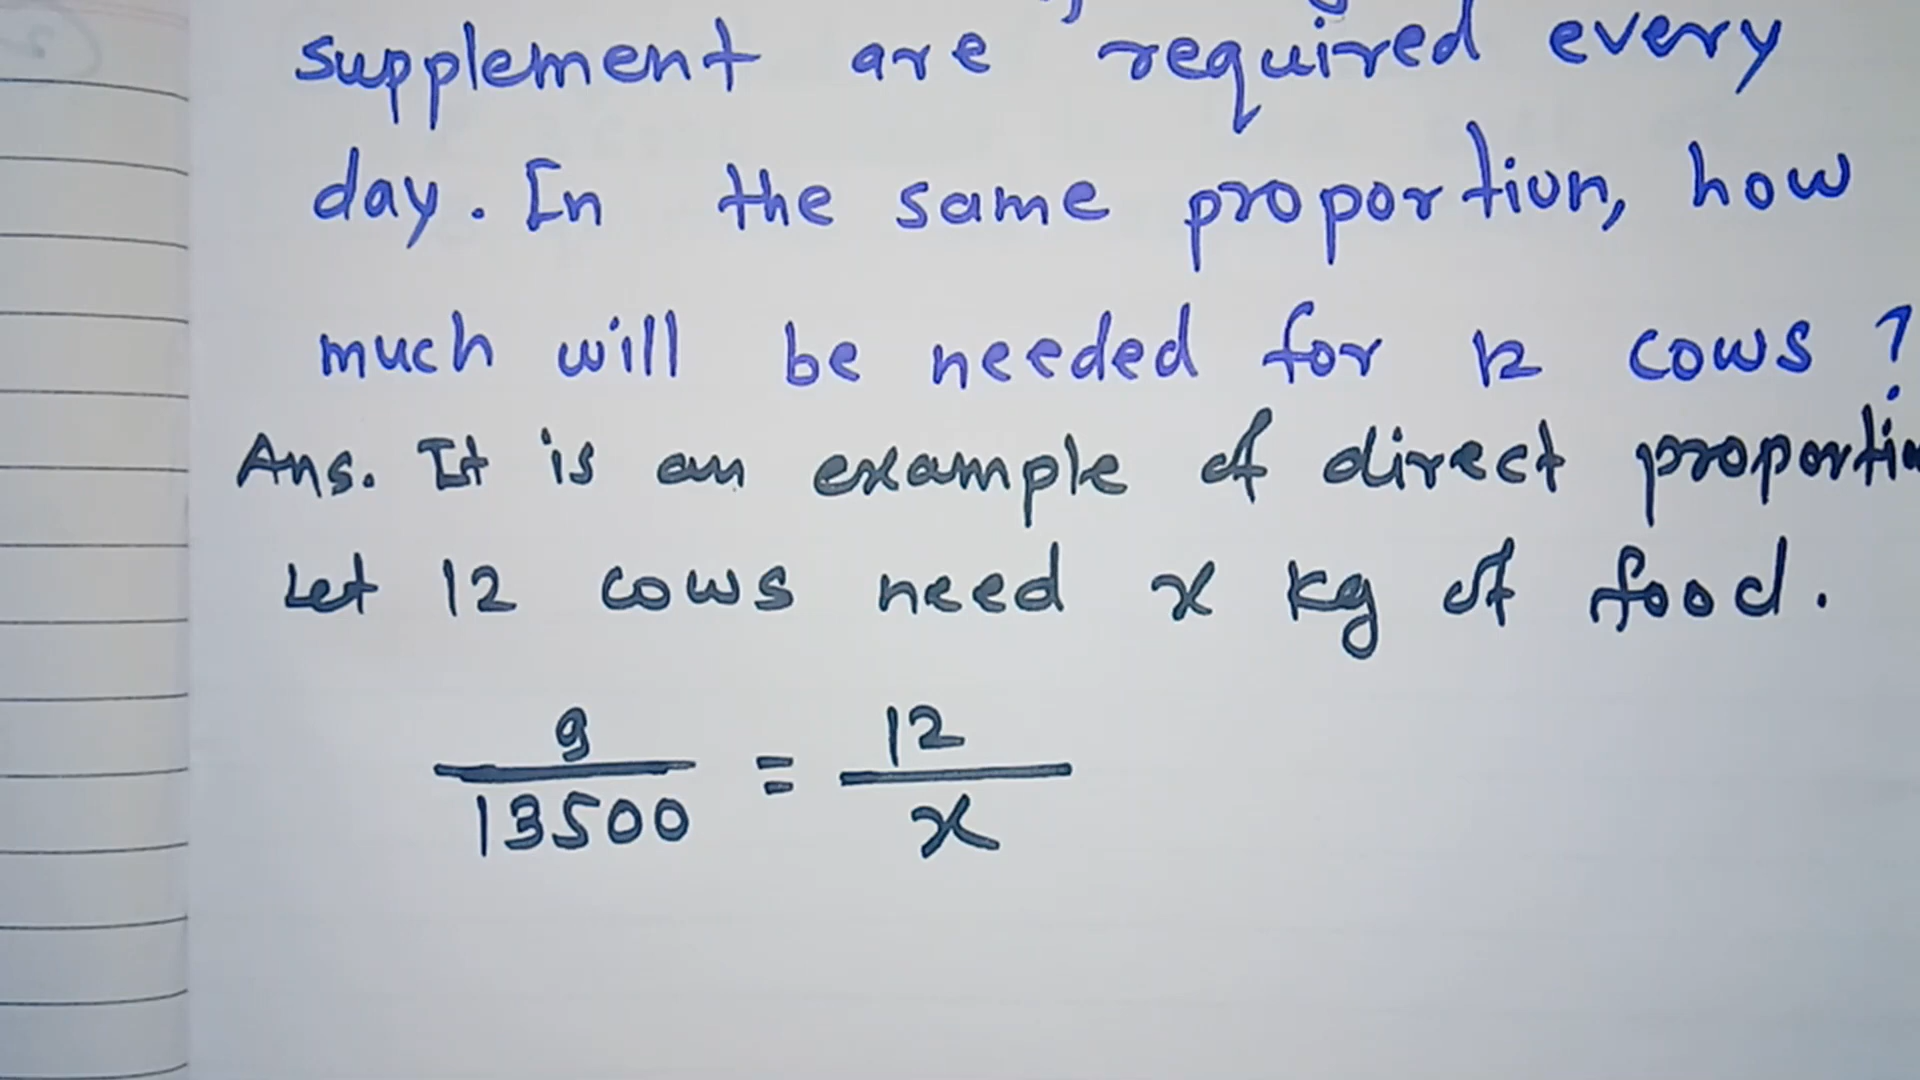 supplement are required every
day. In the same proportion, how
much will be needed for 12 cows ?
Ans. It is an example of direct proportio
Let 12 cows need x kg of food.
9/13500 = 12/x